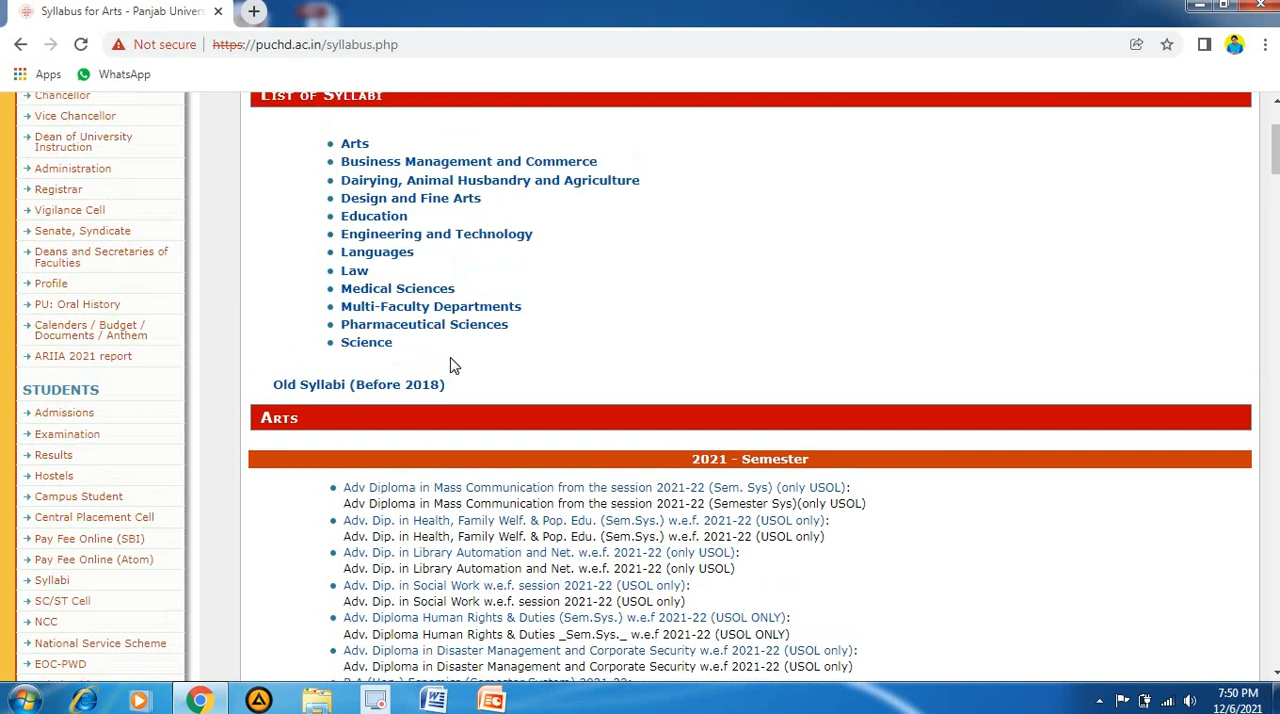 Syllabus for Arts - Panjab Univers
Not secure https://puchd.ac.in/syllabus.php
Apps WhatsApp
Chancellor
Vice Chancellor
Dean of University
Instruction
Administration
Registrar
Vigilance Cell
Senate, Syndicate
Deans and Secretaries of
Faculties
Profile
PU: Oral History
Calenders / Budget /
Documents / Anthem
ARIIA 2021 report
STUDENTS
Admissions
Examination
Results
Hostels
Campus Student
Central Placement Cell
Pay Fee Online (SBI)
Pay Fee Online (Atom)
Syllabi
SC/ST Cell
NCC
National Service Scheme
EOC-PWD
LIST OF SYLLABI
Arts
Business Management and Commerce
Dairying, Animal Husbandry and Agriculture
Design and Fine Arts
Education
Engineering and Technology
Languages
Law
Medical Sciences
Multi-Faculty Departments
Pharmaceutical Sciences
Science
Old Syllabi (Before 2018)
ARTS
2021 - Semester
Adv Diploma in Mass Communication from the session 2021-22 (Sem. Sys) (only USOL):
Adv Diploma in Mass Communication from the session 2021-22 (Semester Sys)(only USOL)
Adv. Dip. in Health, Family Welf. & Pop. Edu. (Sem.Sys.) w.e.f. 2021-22 (USOL only):
Adv. Dip. in Health, Family Welf. & Pop. Edu. (Sem.Sys.) w.e.f. 2021-22 (USOL only)
Adv. Dip. in Library Automation and Net. w.e.f. 2021-22 (only USOL):
Adv. Dip. in Library Automation and Net. w.e.f. 2021-22 (only USOL)
Adv. Dip. in Social Work w.e.f. session 2021-22 (USOL only):
Adv. Dip. in Social Work w.e.f. session 2021-22 (USOL only)
Adv. Diploma Human Rights & Duties (Sem.Sys.) w.e.f 2021-22 (USOL ONLY):
Adv. Diploma Human Rights & Duties _Sem.Sys._ w.e.f 2021-22 (USOL ONLY)
Adv. Diploma in Disaster Management and Corporate Security w.e.f 2021-22 (only USOL):
Adv. Diploma in Disaster Management and Corporate Security w.e.f 2021-22 (only USOL)
7:50 PM
12/6/2021